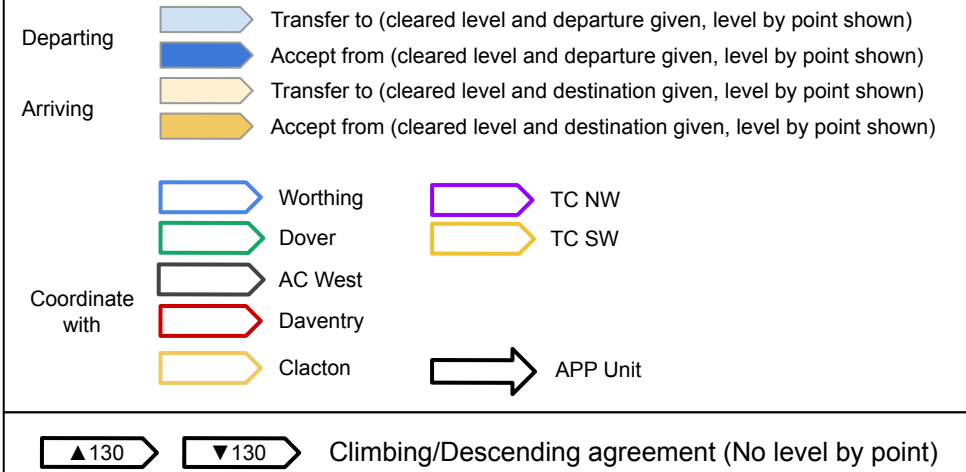 Departing
Transfer to (cleared level and departure given, level by point shown)
Accept from (cleared level and departure given, level by point shown)
Arriving
Transfer to (cleared level and destination given, level by point shown)
Accept from (cleared level and destination given, level by point shown)
Coordinate
with
Worthing
Dover
AC West
Daventry
Clacton
TC NW
TC SW
APP Unit
▲130
▼130
Climbing/Descending agreement (No level by point)